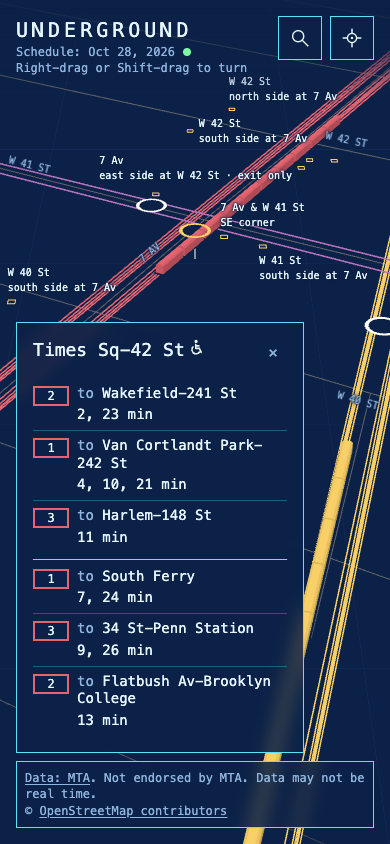 UNDERGROUND
Schedule: Oct 28, 2026
Right-drag or Shift-drag to turn
W 42 St
north side at 7 Av
W 42 St
south side at 7 Av
W 42 ST
W 41 ST
7 Av
east side at W 42 St · exit only
7 Av & W 41 St
SE corner
7 AV
W 41 St
south side at 7 Av
W 40 St
south side at 7 Av
W 40 ST
Times Sq-42 St
×
2 to Wakefield-241 St
2, 23 min
1 to Van Cortlandt Park-
242 St
4, 10, 21 min
3 to Harlem-148 St
11 min
1 to South Ferry
7, 24 min
3 to 34 St-Penn Station
9, 26 min
2 to Flatbush Av-Brooklyn
College
13 min
Data: MTA. Not endorsed by MTA. Data may not be
real time.
© OpenStreetMap contributors